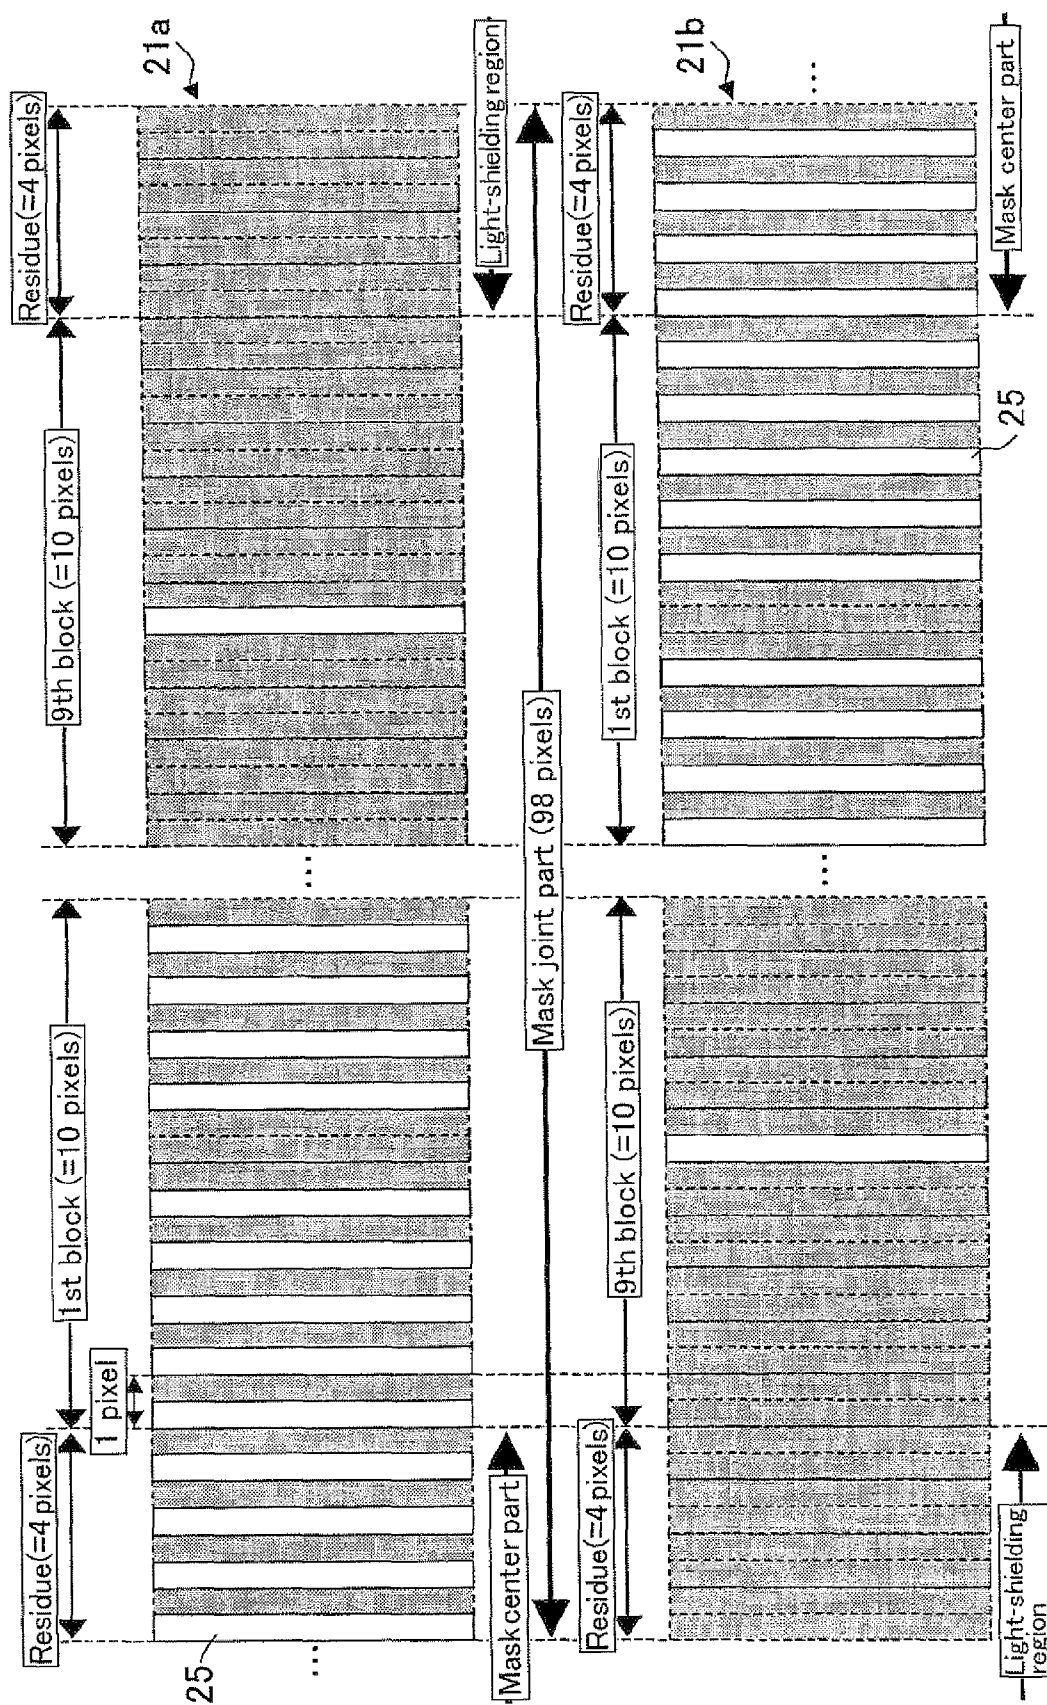 21a
Residue(=4 pixels)
1st block (=10 pixels)
9th block (=10 pixels)
Residue(=4 pixels)
1 pixel
25
...
...
Mask center part
Light-shielding region
Mask joint part (98 pixels)
21b
Residue(=4 pixels)
9th block (=10 pixels)
1st block (=10 pixels)
Residue(=4 pixels)
...
...
25
Light-shielding
region
Mask center part